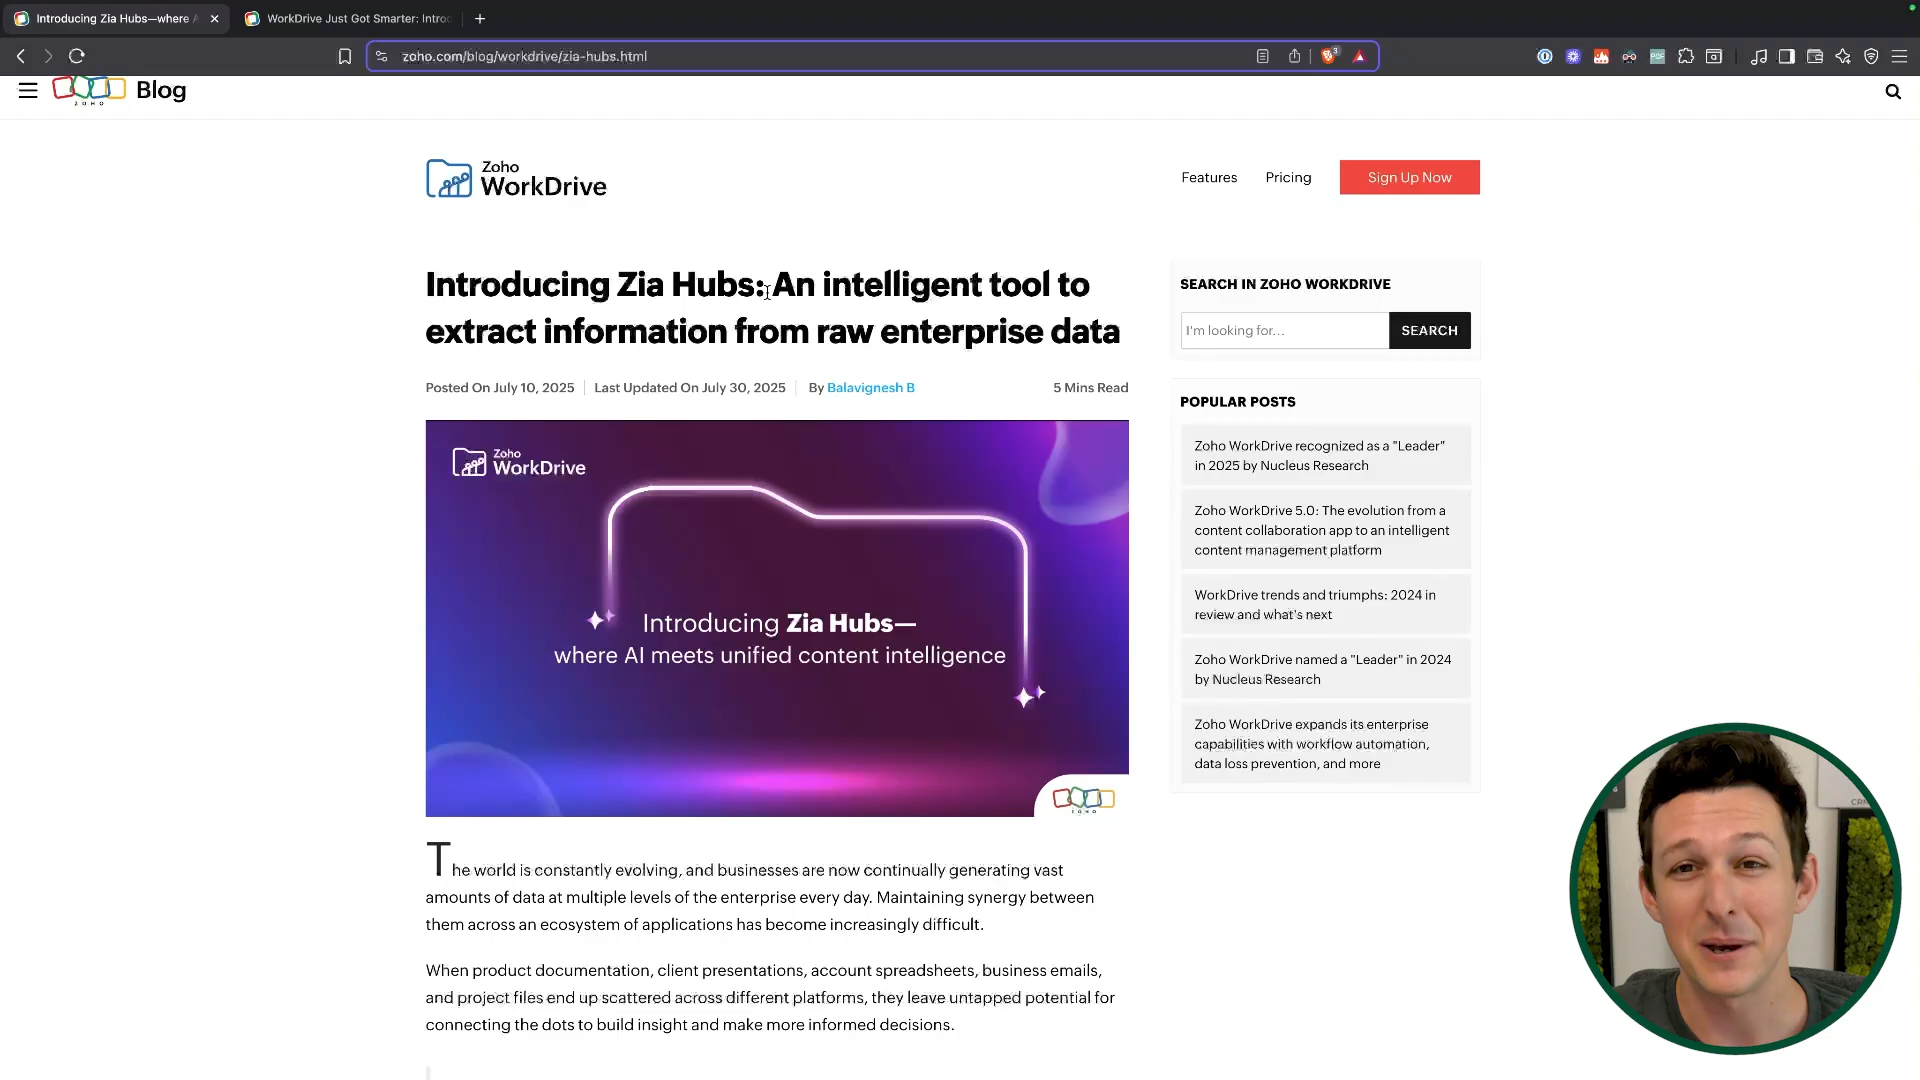 Introducing Zia Hubs—where A
WorkDrive Just Got Smarter: Introd
zoho.com/blog/workdrive/zia-hubs.html
3
PDF
ZOHO
Blog
Zoho
WorkDrive
Features
Pricing
Sign Up Now
Introducing Zia Hubs: An intelligent tool to
extract information from raw enterprise data
Posted On July 10, 2025
Last Updated On July 30, 2025
By Balavignesh B
5 Mins Read
Zoho
WorkDrive
Introducing Zia Hubs—
where AI meets unified content intelligence
ZOHO
The world is constantly evolving, and businesses are now continually generating vast
amounts of data at multiple levels of the enterprise every day. Maintaining synergy between
them across an ecosystem of applications has become increasingly difficult.
When product documentation, client presentations, account spreadsheets, business emails,
and project files end up scattered across different platforms, they leave untapped potential for
connecting the dots to build insight and make more informed decisions.
SEARCH IN ZOHO WORKDRIVE
I'm looking for...
SEARCH
POPULAR POSTS
Zoho WorkDrive recognized as a "Leader"
in 2025 by Nucleus Research
Zoho WorkDrive 5.0: The evolution from a
content collaboration app to an intelligent
content management platform
WorkDrive trends and triumphs: 2024 in
review and what's next
Zoho WorkDrive named a "Leader" in 2024
by Nucleus Research
Zoho WorkDrive expands its enterprise
capabilities with workflow automation,
data loss prevention, and more